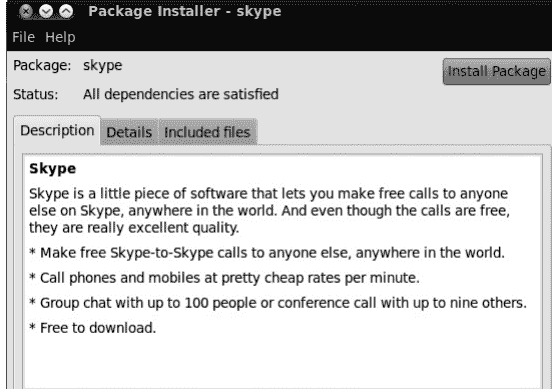 Package Installer - skype
File Help
Package: skype
Install Package
Status: All dependencies are satisfied
Description Details Included files
Skype
Skype is a little piece of software that lets you make free calls to anyone
else on Skype, anywhere in the world. And even though the calls are free,
they are really excellent quality.
* Make free Skype-to-Skype calls to anyone else, anywhere in the world.
* Call phones and mobiles at pretty cheap rates per minute.
* Group chat with up to 100 people or conference call with up to nine others.
* Free to download.